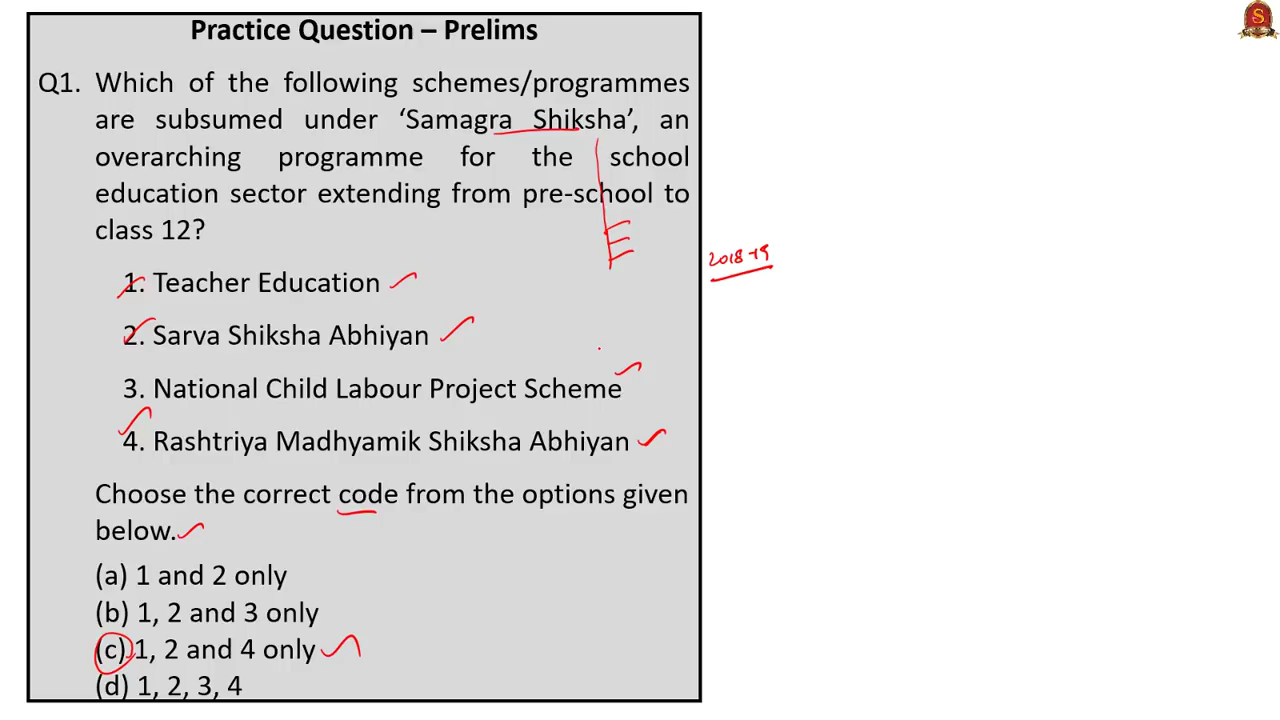 Practice Question – Prelims
Q1. Which of the following schemes/programmes
are subsumed under ‘Samagra Shiksha’, an
overarching programme for the school
education sector extending from pre-school to
class 12?
2018-19
1. Teacher Education
2. Sarva Shiksha Abhiyan
3. National Child Labour Project Scheme
4. Rashtriya Madhyamik Shiksha Abhiyan
Choose the correct code from the options given
below.
(a) 1 and 2 only
(b) 1, 2 and 3 only
(c) 1, 2 and 4 only
(d) 1, 2, 3, 4
S